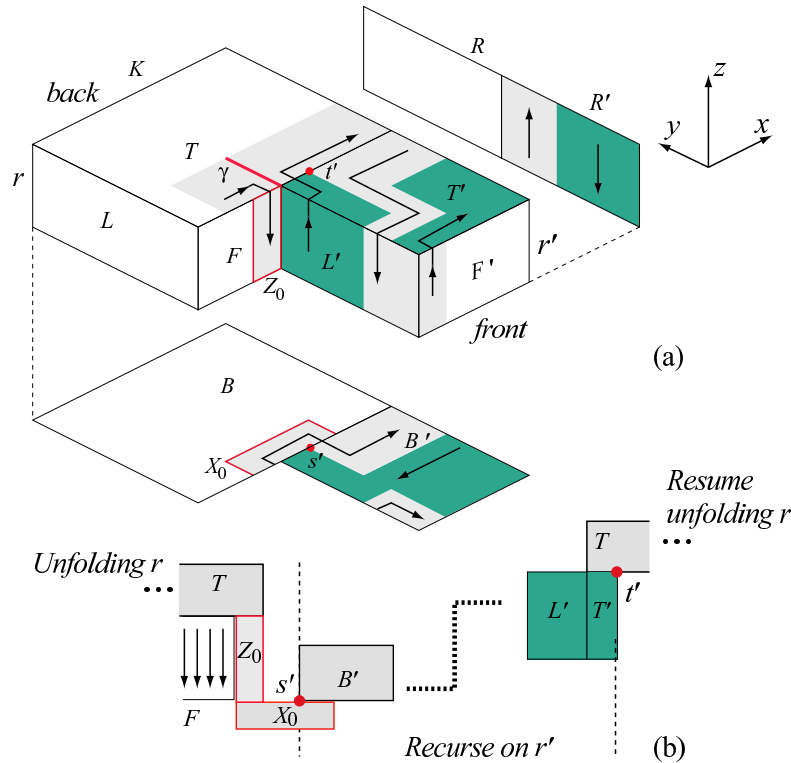 R
K
back
z
R′
y
x
T
γ
t′
T′
r
L
F
L′
F′
r′
Z₀
front
(a)
B
B′
X₀
s′
Resume
unfolding r
Unfolding r
T
T
...
...
t′
L′
T′
Z₀
s′
B′
F
X₀
Recurse on r′
(b)